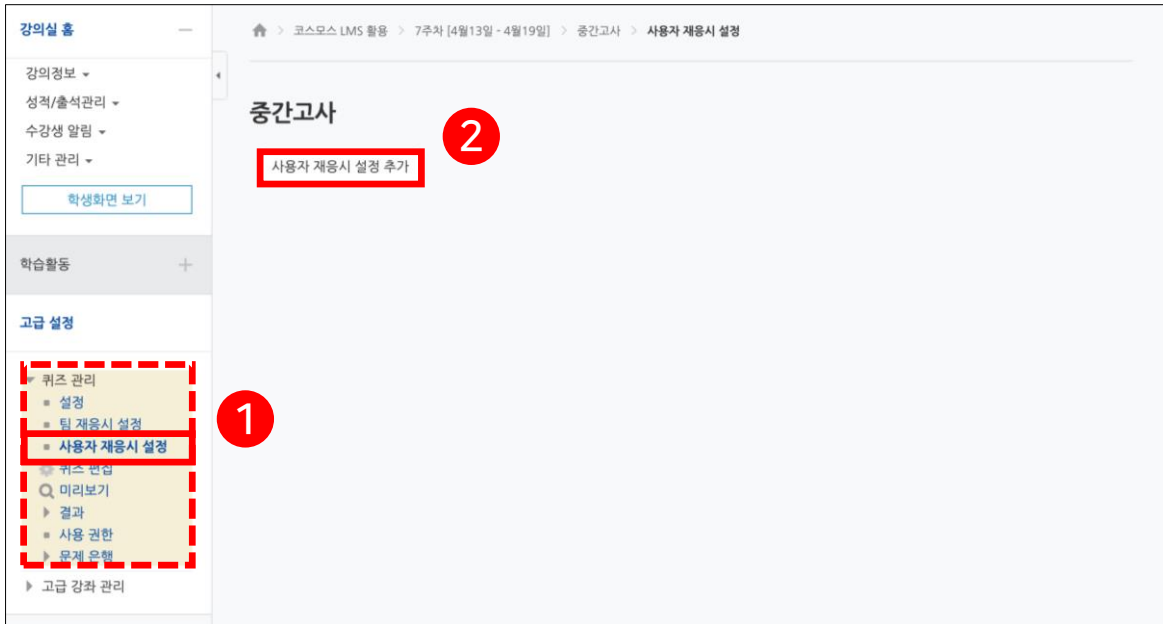 강의실 홈
강의정보
성적/출석관리
수강생 알림
기타 관리
학생화면 보기
학습활동
고급 설정
퀴즈 관리
설정
팀 재응시 설정
사용자 재응시 설정
퀴즈 편집
미리보기
결과
사용 권한
문제 은행
고급 강좌 관리
1
코스모스 LMS 활용 > 7주차 [4월13일 - 4월19일] > 중간고사 > 사용자 재응시 설정
중간고사
2
사용자 재응시 설정 추가